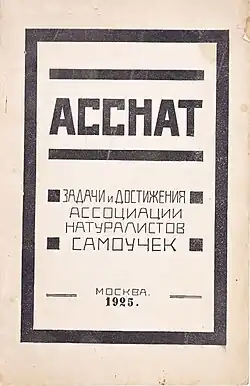 АССНАТ
ЗАДАЧИ и ДОСТИЖЕНИЯ
АССОЦИАЦИИ
НАТУРАЛИСТОВ
САМОУЧЕК
МОСКВА.
1925.